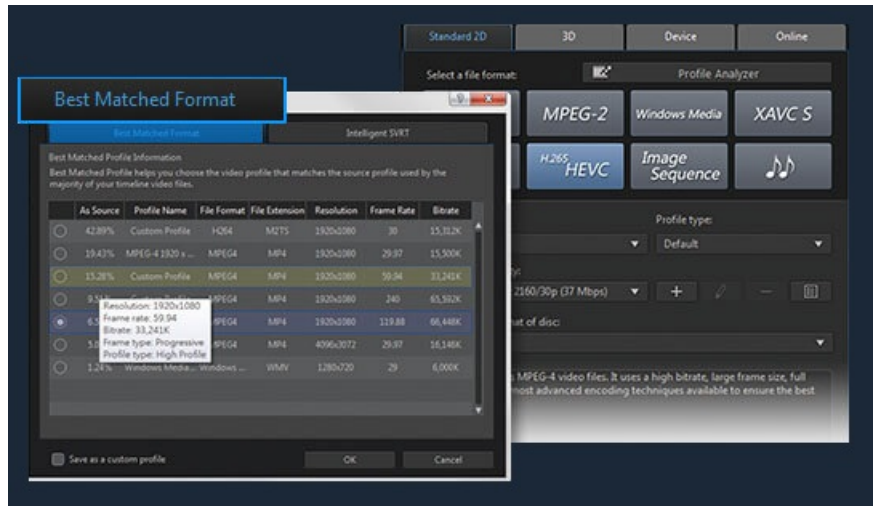 Standard 2D
3D
Device
Online
Select a file format:
Profile Analyzer
MPEG-2
Windows Media
XAVC S
H.265 HEVC
Image Sequence
Profile type:
Default
2160/30p (37 Mbps)
at of disc:
MPEG-4 video files. It uses a high bitrate, large frame size, full
most advanced encoding techniques available to ensure the best
Best Matched Format
Best Matched Format
Intelligent SVRT
Best Matched Profile Information
Best Matched Profile helps you choose the video profile that matches the source profile used by the
majority of your timeline video files.
As Source Profile Name File Format File Extension Resolution Frame Rate Bitrate
42.89% Custom Profile H264 M2TS 1920x1080 30 15,312K
19.43% MPEG-4 1920 x ... MPEG4 MP4 1920x1080 29.97 15,500K
15.28% Custom Profile MPEG4 MP4 1920x1080 59.94 33,241K
MPEG4 MP4 1920x1080 240 65,592K
MPEG4 MP4 1920x1080 119.88 66,448K
MP4 4096x3072 29.97 16,146K
1.24% Windows Media... Windows ... WMV 1280x720 29 6,000K
Resolution: 1920x1080
Frame rate: 59.94
Bitrate: 33,241K
Frame type: Progressive
Profile type: High Profile
Save as a custom profile
OK
Cancel